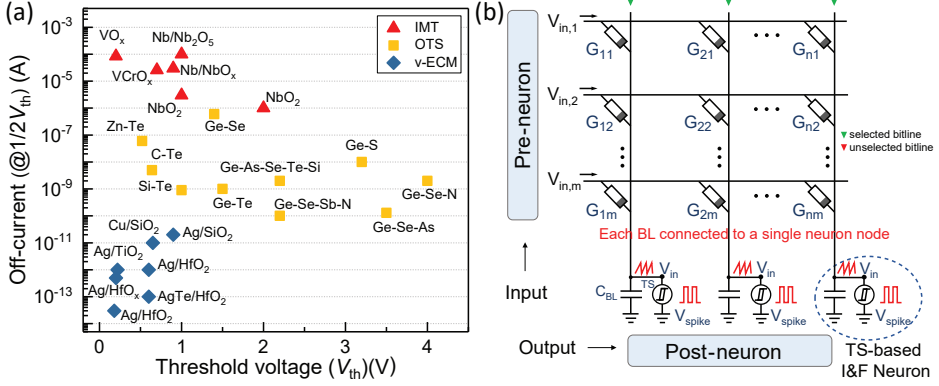 (a)
Off-current (@1/2V_th) (A)
10^-3
10^-5
10^-7
10^-9
10^-11
10^-13
0
1
2
3
4
Threshold voltage (V_th)(V)
IMT
OTS
v-ECM
VO_x
Nb/Nb_2O_5
VCrO_x
Nb/NbO_x
NbO_2
NbO_2
Zn-Te
Ge-Se
C-Te
Ge-S
Ge-As-Se-Te-Si
Si-Te
Ge-Te
Ge-Se-Sb-N
Ge-Se-N
Ge-Se-As
Cu/SiO_2
Ag/SiO_2
Ag/TiO_2
Ag/HfO_2
Ag/HfO_x
AgTe/HfO_2
Ag/HfO_2
(b)
Pre-neuron
V_in,1
G_11
G_21
G_n1
V_in,2
G_12
G_22
G_n2
selected bitline
unselected bitline
V_in,m
G_1m
G_2m
G_nm
Each BL connected to a single neuron node
Input
C_BL
TS
V_in
V_spike
V_in
V_spike
V_in
V_spike
Output
Post-neuron
TS-based
I&F Neuron